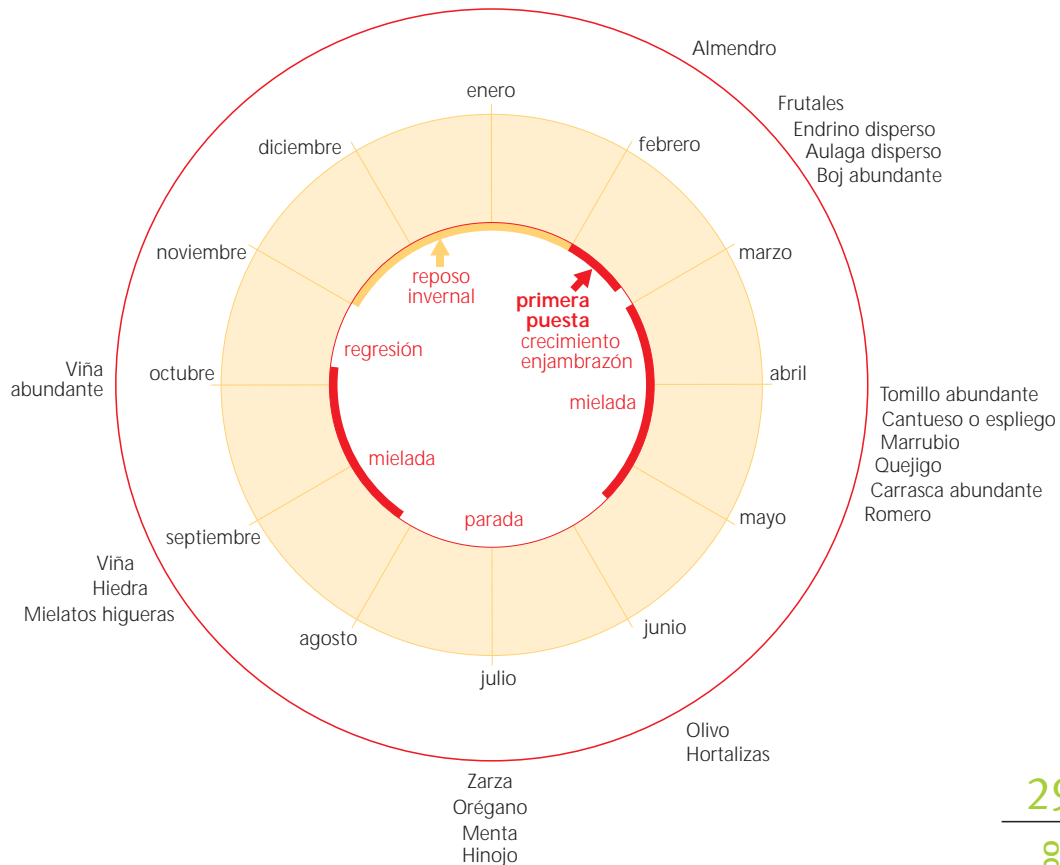 Almendro
enero
Frutales
Endrino disperso
Aulaga disperso
Boj abundante
diciembre
febrero
noviembre
marzo
reposo
invernal
primera
puesta
crecimiento
enjambrazón
regresión
Viña
abundante
octubre
abril
mielada
Tomillo abundante
Cantueso o espliego
Marrubio
Quejigo
Carrasca abundante
Romero
mielada
parada
mayo
septiembre
Viña
Hiedra
Mielatos higueras
agosto
junio
julio
Olivo
Hortalizas
Zarza
Orégano
Menta
Hinojo
29